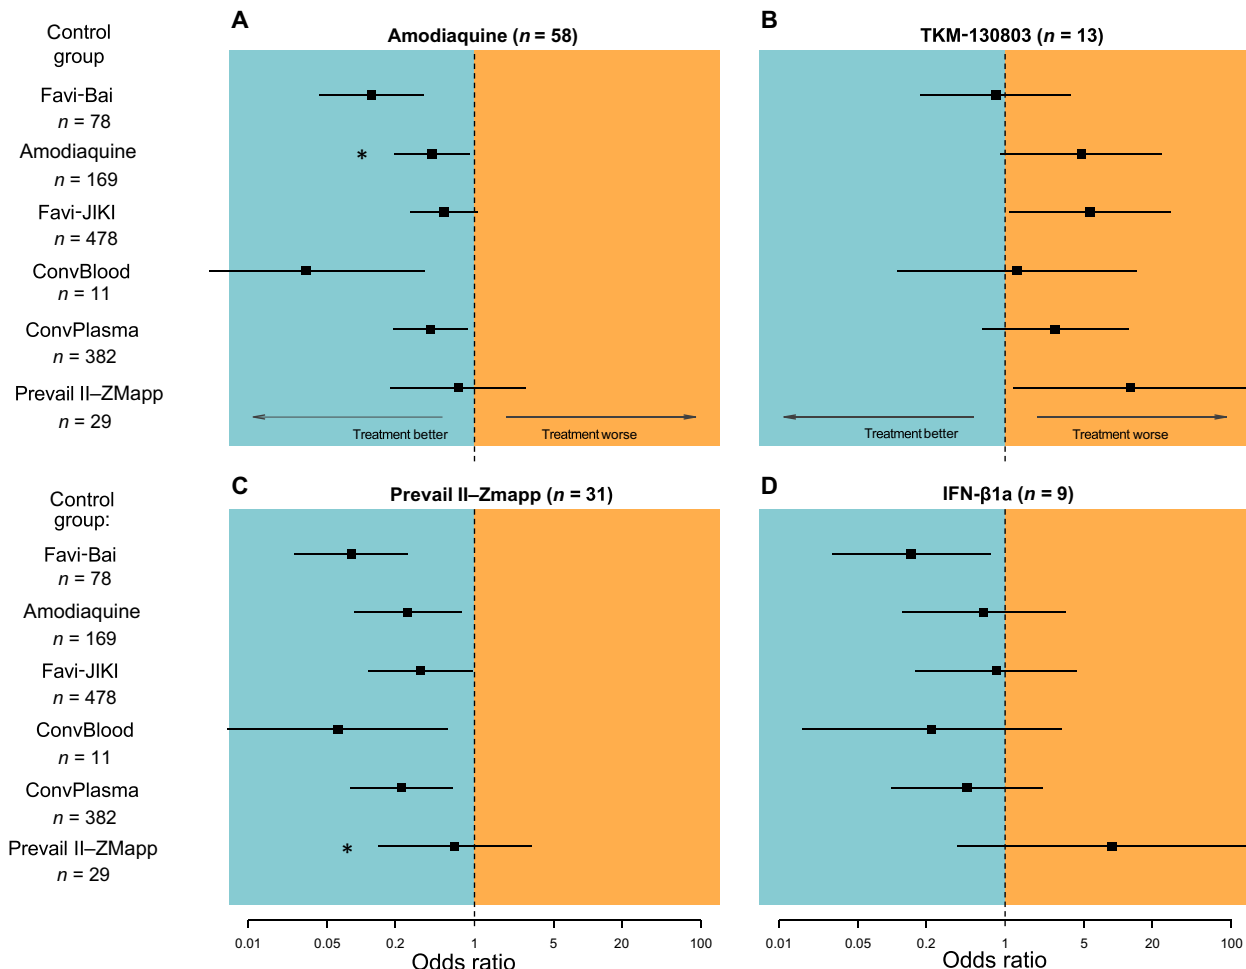 A
Control
group
Amodiaquine (n = 58)
Favi-Bai
n = 78
Amodiaquine
*
n = 169
Favi-JIKI
n = 478
ConvBlood
n = 11
ConvPlasma
n = 382
Prevail II–ZMapp
n = 29
Treatment better
Treatment worse
B
TKM-130803 (n = 13)
Treatment better
Treatment worse
C
Control
group:
Prevail II–Zmapp (n = 31)
Favi-Bai
n = 78
Amodiaquine
n = 169
Favi-JIKI
n = 478
ConvBlood
n = 11
ConvPlasma
n = 382
Prevail II–ZMapp
*
n = 29
0.01 0.05 0.2 1 5 20 100
Odds ratio
D
IFN-β1a (n = 9)
0.01 0.05 0.2 1 5 20 100
Odds ratio